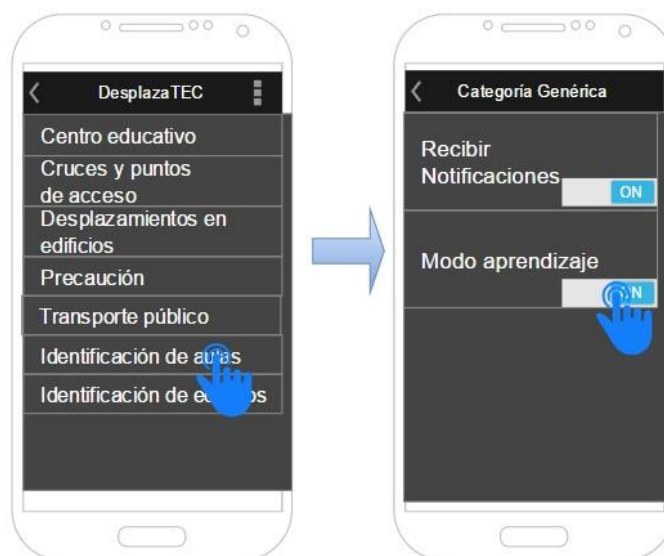 DesplazaTEC
Centro educativo
Cruces y puntos
de acceso
Desplazamientos en
edificios
Precaución
Transporte público
Identificación de aulas
Identificación de
Categoría Genérica
Recibir
Notificaciones
ON
Modo aprendizaje